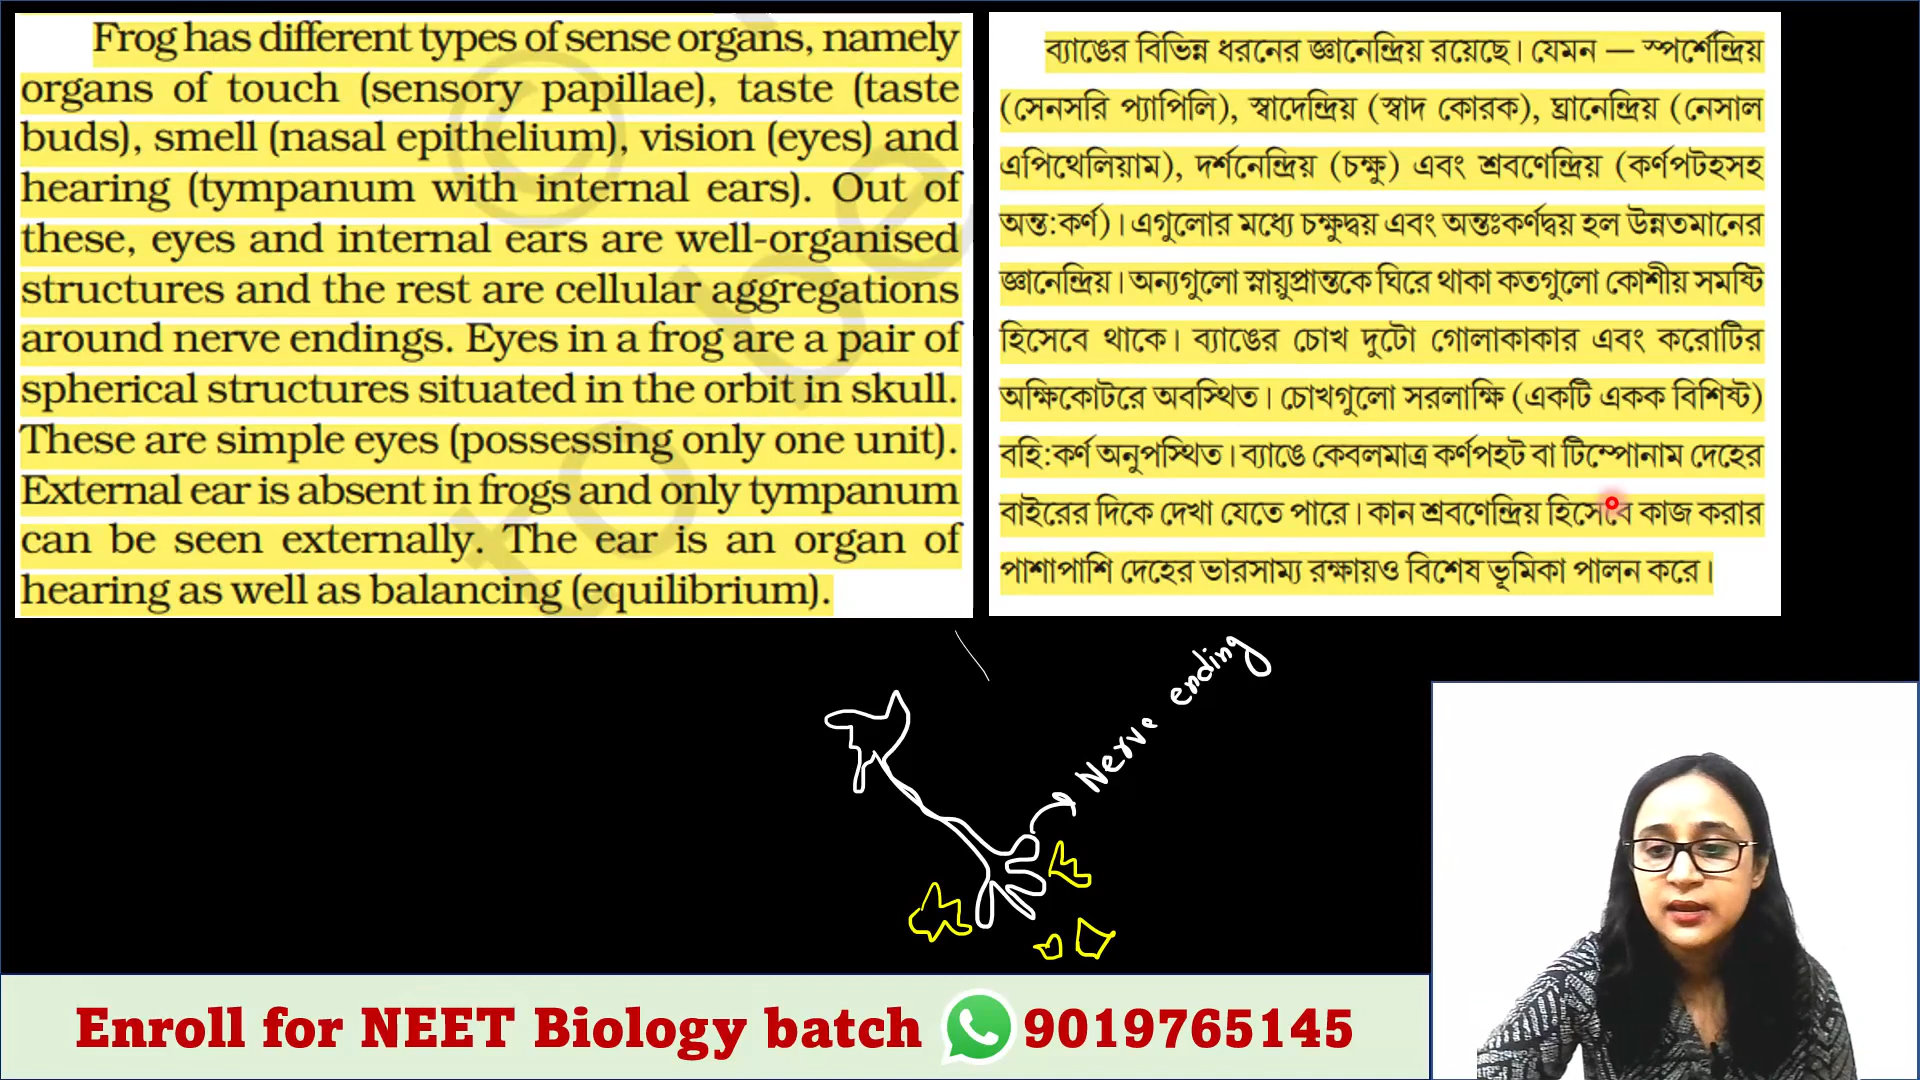 Frog has different types of sense organs, namely
organs of touch (sensory papillae), taste (taste
buds), smell (nasal epithelium), vision (eyes) and
hearing (tympanum with internal ears). Out of
these, eyes and internal ears are well-organised
structures and the rest are cellular aggregations
around nerve endings. Eyes in a frog are a pair of
spherical structures situated in the orbit in skull.
These are simple eyes (possessing only one unit).
External ear is absent in frogs and only tympanum
can be seen externally. The ear is an organ of
hearing as well as balancing (equilibrium).
ব্যাঙের বিভিন্ন ধরনের জ্ঞানেন্দ্রিয় রয়েছে। যেমন — স্পর্শেন্দ্রিয়
(সেনসরি প্যাপিলি), স্বাদেন্দ্রিয় (স্বাদ কোরক), ঘ্রানেন্দ্রিয় (নেসাল
এপিথেলিয়াম), দর্শনেন্দ্রিয় (চক্ষু) এবং শ্রবণেন্দ্রিয় (কর্ণপটহসহ
অন্ত:কর্ণ)। এগুলোর মধ্যে চক্ষুদ্বয় এবং অন্তঃকর্ণদ্বয় হল উন্নতমানের
জ্ঞানেন্দ্রিয়। অন্যগুলো স্নায়ুপ্রান্তকে ঘিরে থাকা কতগুলো কোশীয় সমষ্টি
হিসেবে থাকে। ব্যাঙের চোখ দুটো গোলাকাকার এবং করোটির
অক্ষিকোটরে অবস্থিত। চোখগুলো সরলাক্ষি (একটি একক বিশিষ্ট)
বহি:কর্ণ অনুপস্থিত। ব্যাঙে কেবলমাত্র কর্ণপহট বা টিম্পোনাম দেহের
বাইরের দিকে দেখা যেতে পারে। কান শ্রবণেন্দ্রিয় হিসেবে কাজ করার
পাশাপাশি দেহের ভারসাম্য রক্ষায়ও বিশেষ ভূমিকা পালন করে।
Nerve ending
Enroll for NEET Biology batch 9019765145